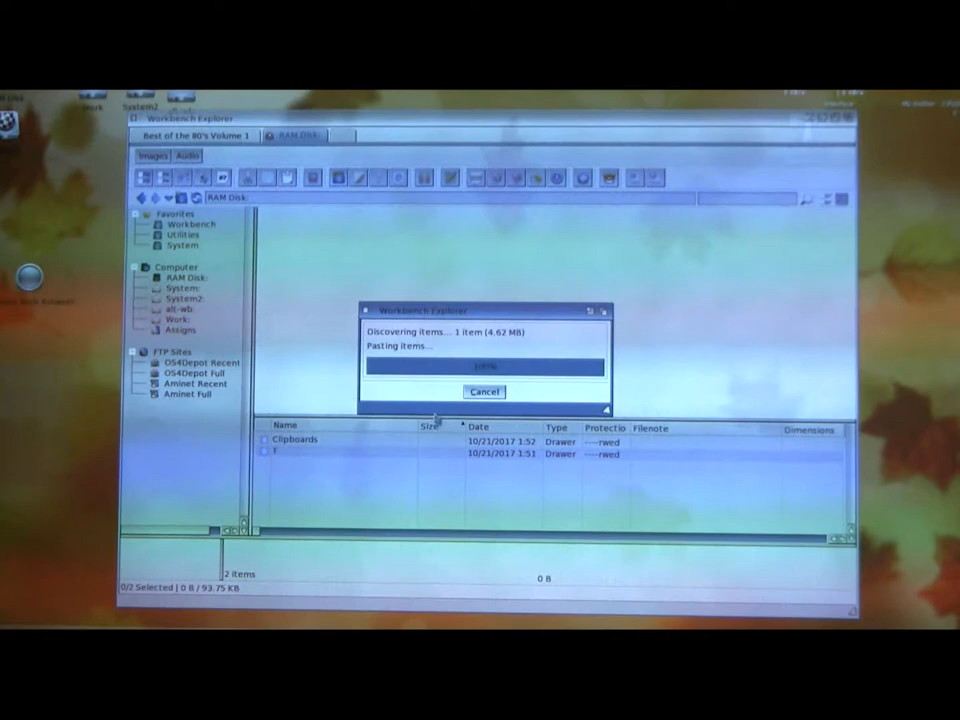 Work
System2
Workbench Explorer
Best of the 80's Volume 1
RAM Disk:
Images
Audio
RAM Disk:
Favorites
Workbench
Utilities
System
Computer
RAM Disk:
System:
System2:
alt-wb:
Work:
Assigns
FTP Sites
OS4Depot Recent
OS4Depot Full
Aminet Recent
Aminet Full
Workbench Explorer
Discovering items... 1 item (4.62 MB)
Pasting items...
100%
Cancel
Name Size Date Type Protectio Filenote Dimensions
Clipboards 10/21/2017 1:52 Drawer ----rwed
T 10/21/2017 1:51 Drawer ----rwed
2 items
0 B
0/2 Selected | 0 B / 93.75 KB